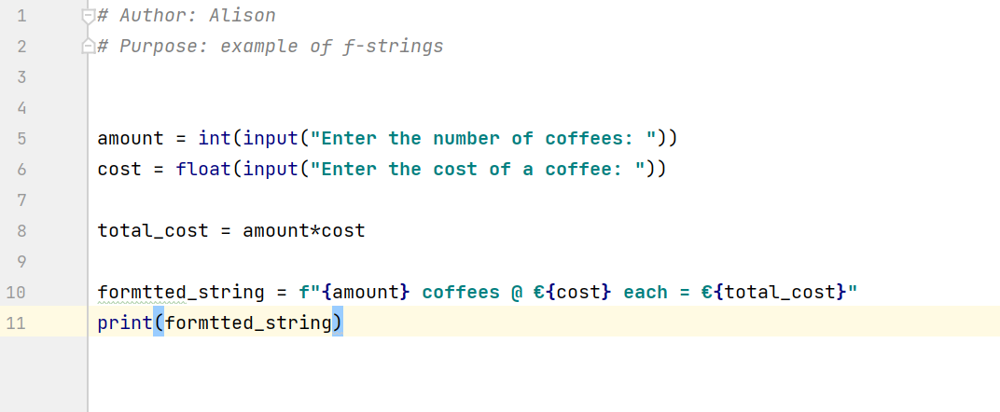 1 # Author: Alison
2 # Purpose: example of f-strings
3
4
5 amount = int(input("Enter the number of coffees: "))
6 cost = float(input("Enter the cost of a coffee: "))
7
8 total_cost = amount*cost
9
10 formtted_string = f"{amount} coffees @ €{cost} each = €{total_cost}"
11 print(formtted_string)